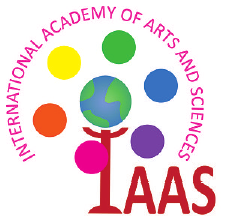 INTERNATIONAL ACADEMY OF ARTS AND SCIENCES
IAAS